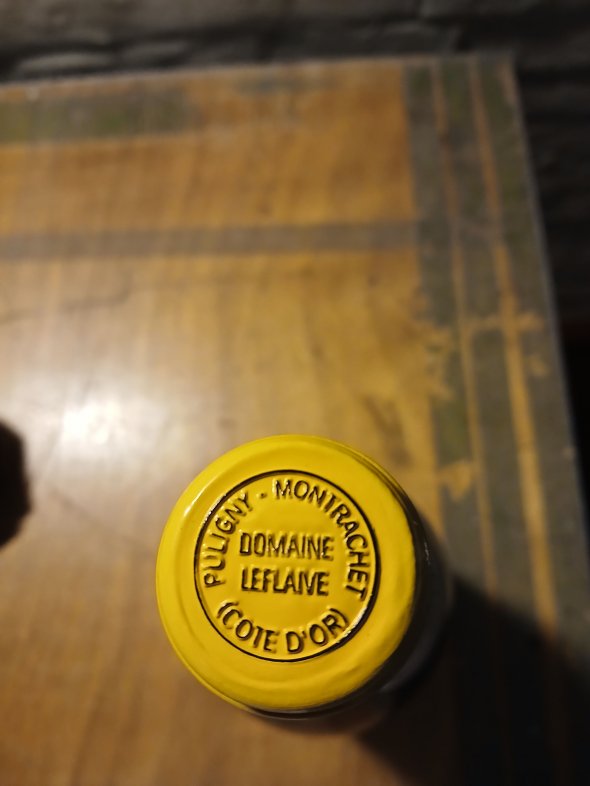 PULIGNY - MONTRACHET
DOMAINE
LEFLAIVE
(COTE D'OR)